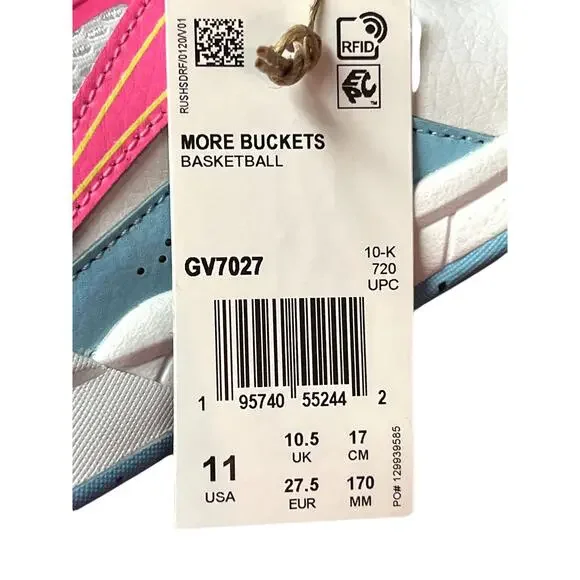 RUSHSDRF/0120/V01
RFID
EPC™
MORE BUCKETS
BASKETBALL
GV7027
10-K
720
UPC
1 95740 55244 2
11
USA
10.5
UK
17
CM
27.5
EUR
170
MM
PO# 129939585